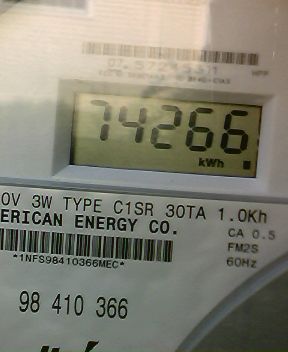 74266
kWh
0V 3W TYPE C1SR 30TA 1.0Kh
ERICAN ENERGY CO.
CA 0.5
FM2S
*1NFS98410366MEC*
60Hz
98 410 366